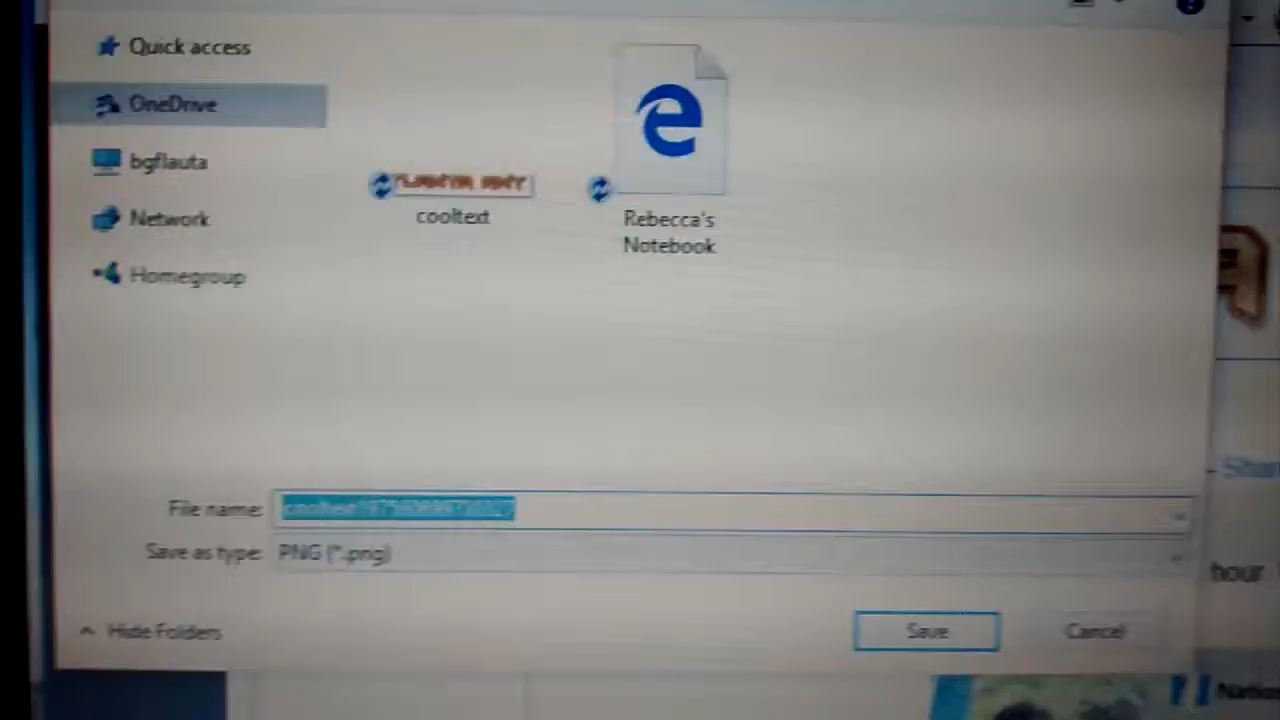 Quick access
OneDrive
bgflauta
Network
Homegroup
cooltext
Rebecca's
Notebook
File name:
Save as type: PNG (*.png)
Hide Folders
Save
Cancel
hour